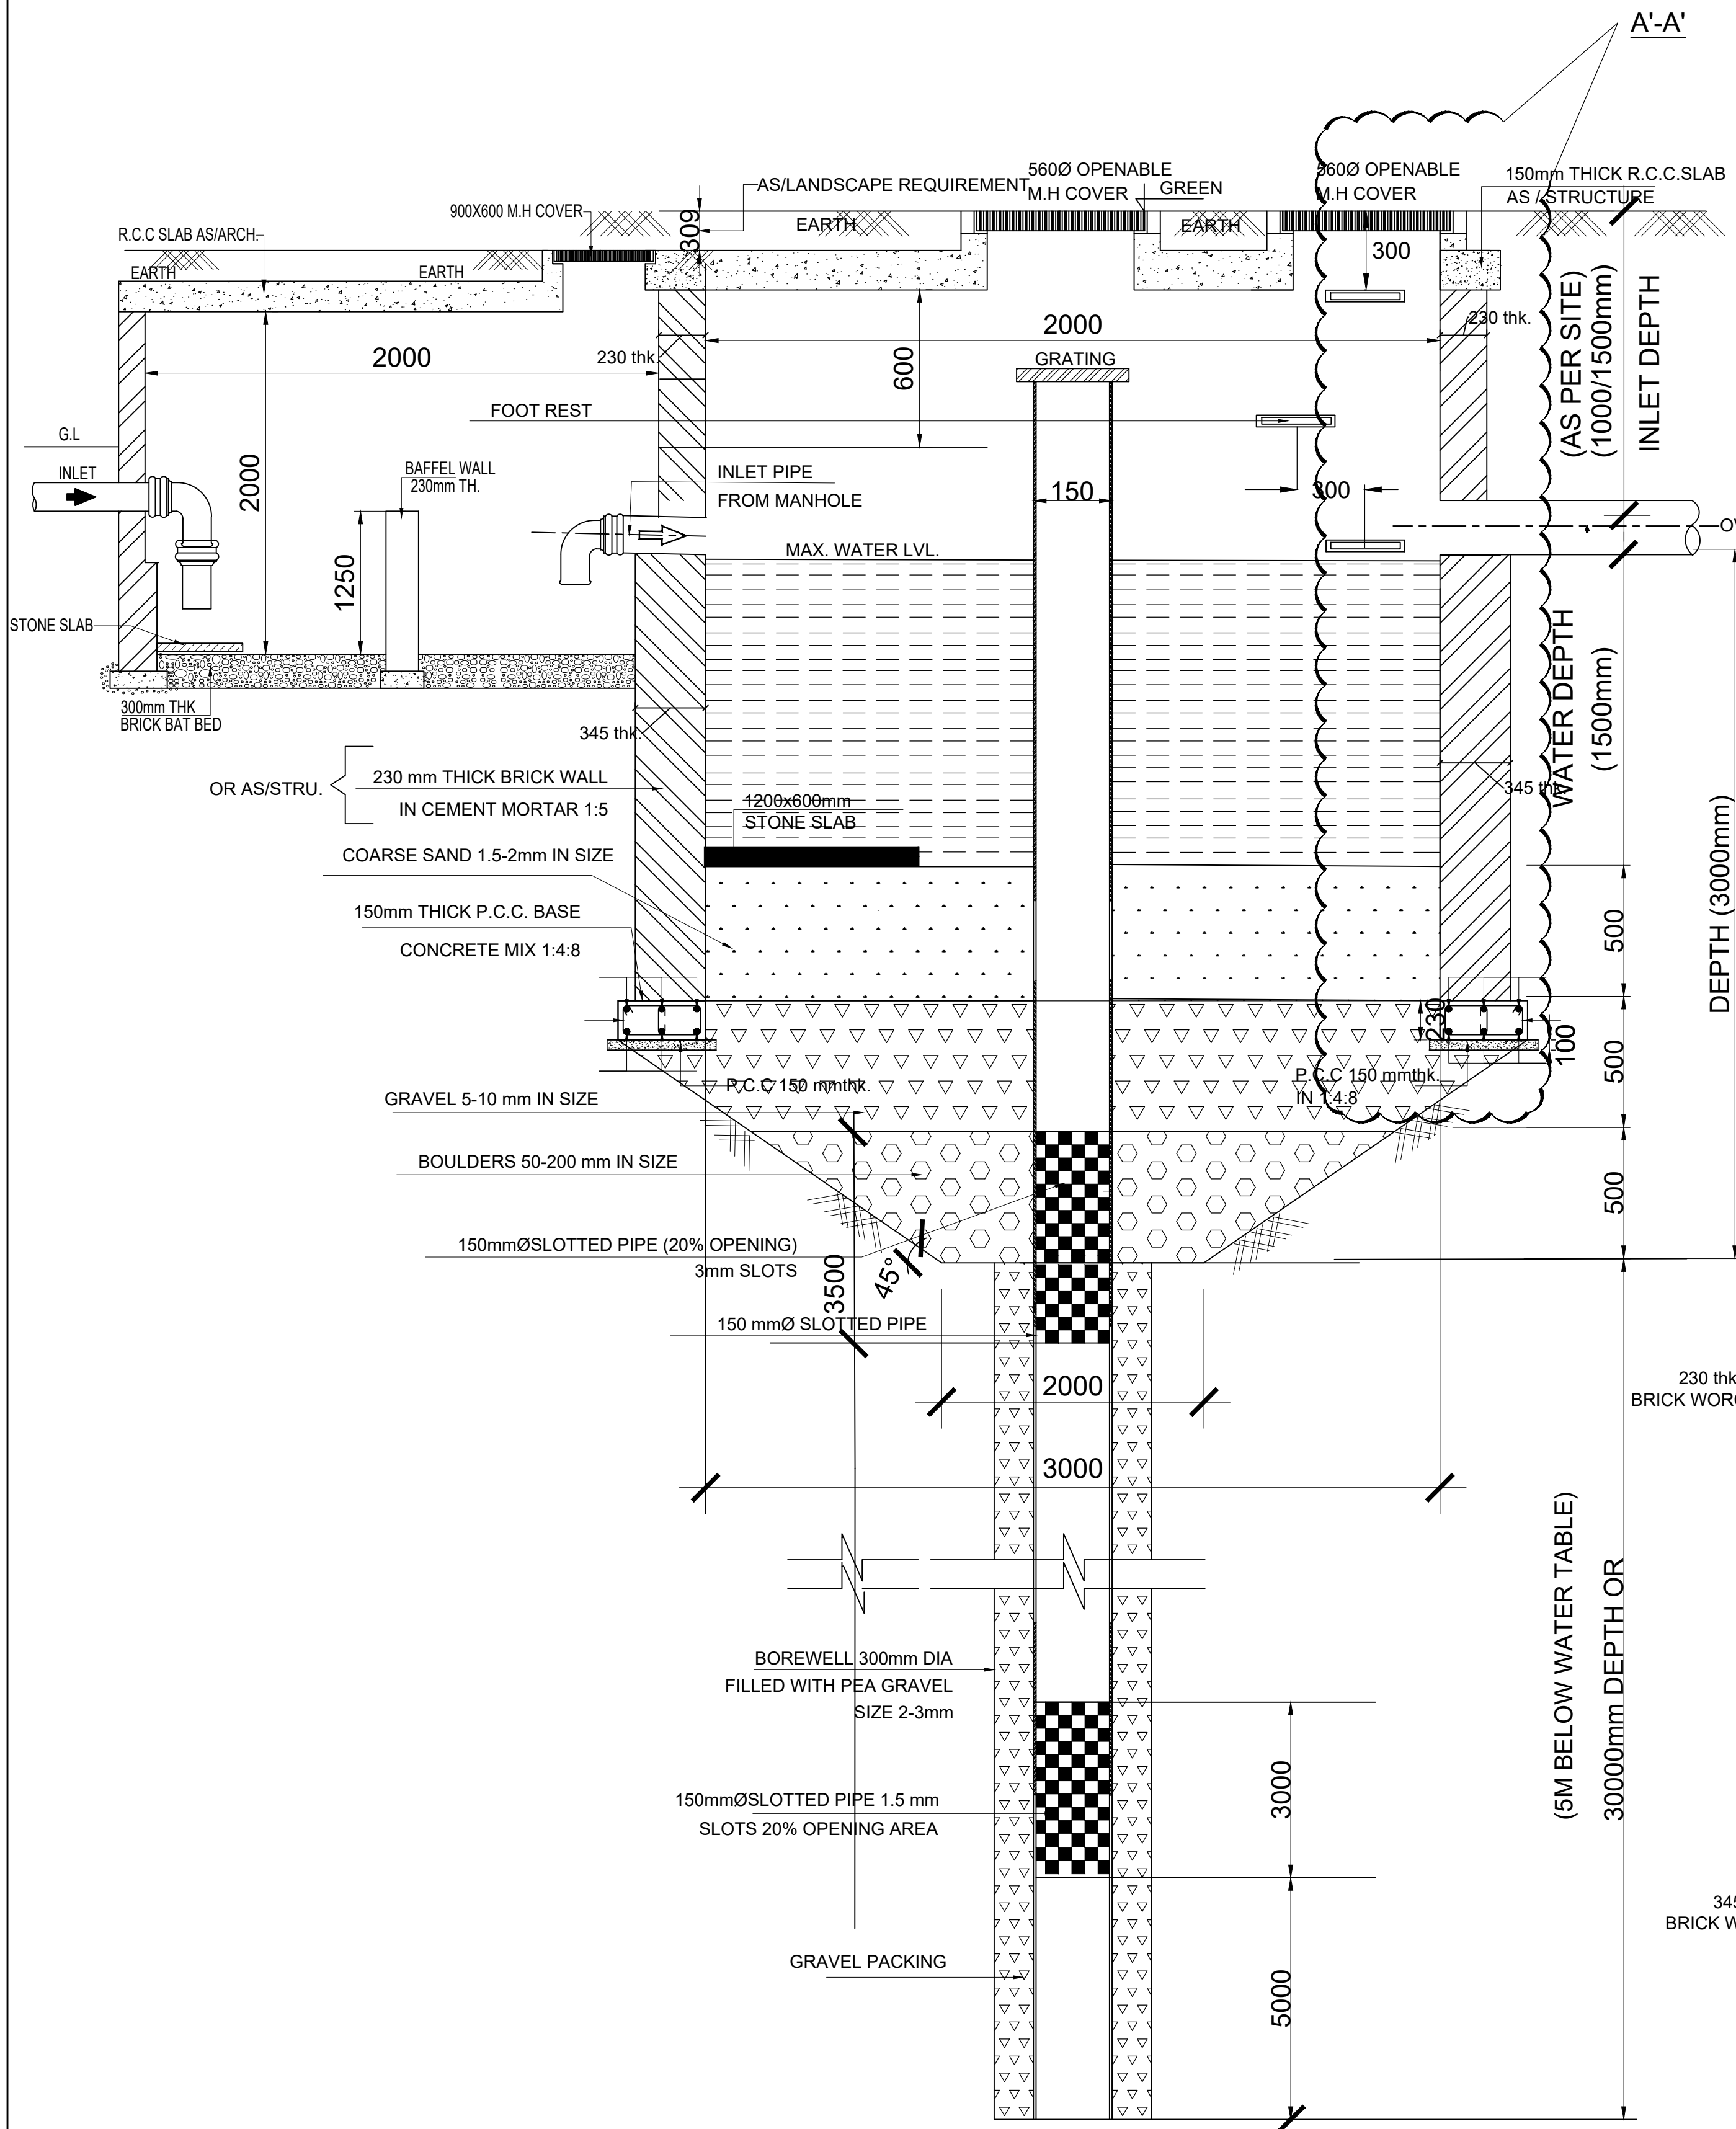 A'-A'
560Ø OPENABLE
M.H COVER
GREEN
560Ø OPENABLE
M.H COVER
150mm THICK R.C.C.SLAB
AS / STRUCTURE
AS/LANDSCAPE REQUIREMENT
900X600 M.H COVER
309
EARTH
EARTH
R.C.C SLAB AS/ARCH.
EARTH
EARTH
300
(AS PER SITE)
(1000/1500mm)
INLET DEPTH
2000
230 thk.
2000
230 thk.
600
GRATING
FOOT REST
G.L
INLET
2000
BAFFEL WALL
230mm TH.
INLET PIPE
FROM MANHOLE
150
300
MAX. WATER LVL.
1250
STONE SLAB
300mm THK
BRICK BAT BED
345 thk.
WATER DEPTH
(1500mm)
OR AS/STRU.
230 mm THICK BRICK WALL
IN CEMENT MORTAR 1:5
1200x600mm
STONE SLAB
345 thk.
DEPTH (3000mm)
COARSE SAND 1.5-2mm IN SIZE
500
150mm THICK P.C.C. BASE
CONCRETE MIX 1:4:8
230
100
500
P.C.C 150 mmthk.
P.C.C 150 mmthk.
IN 1:4:8
GRAVEL 5-10 mm IN SIZE
BOULDERS 50-200 mm IN SIZE
500
150mmØSLOTTED PIPE (20% OPENING)
3mm SLOTS
3500
45°
150 mmØ SLOTTED PIPE
2000
230 thk
3000
(5M BELOW WATER TABLE)
30000mm DEPTH OR
BOREWELL 300mm DIA
FILLED WITH PEA GRAVEL
SIZE 2-3mm
3000
150mmØSLOTTED PIPE 1.5 mm
SLOTS 20% OPENING AREA
345
BRICK W
GRAVEL PACKING
5000